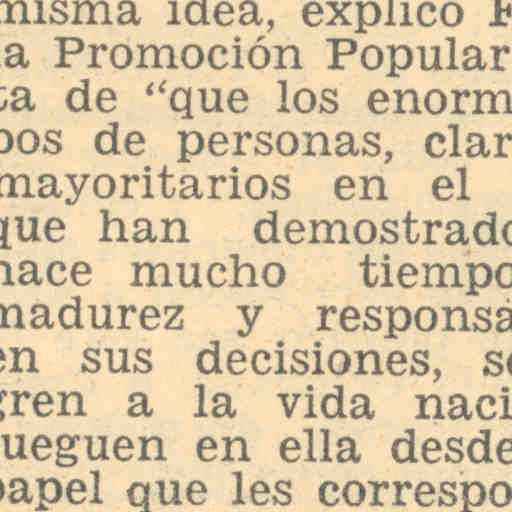 misma idea, explicó F
la Promoción Popular
ta de “que los enorm
pos de personas, clar
mayoritarios en el
que han demostrado
hace mucho tiempo
madurez y responsa
en sus decisiones, se
gren a la vida naci
jueguen en ella desde
papel que les correspo